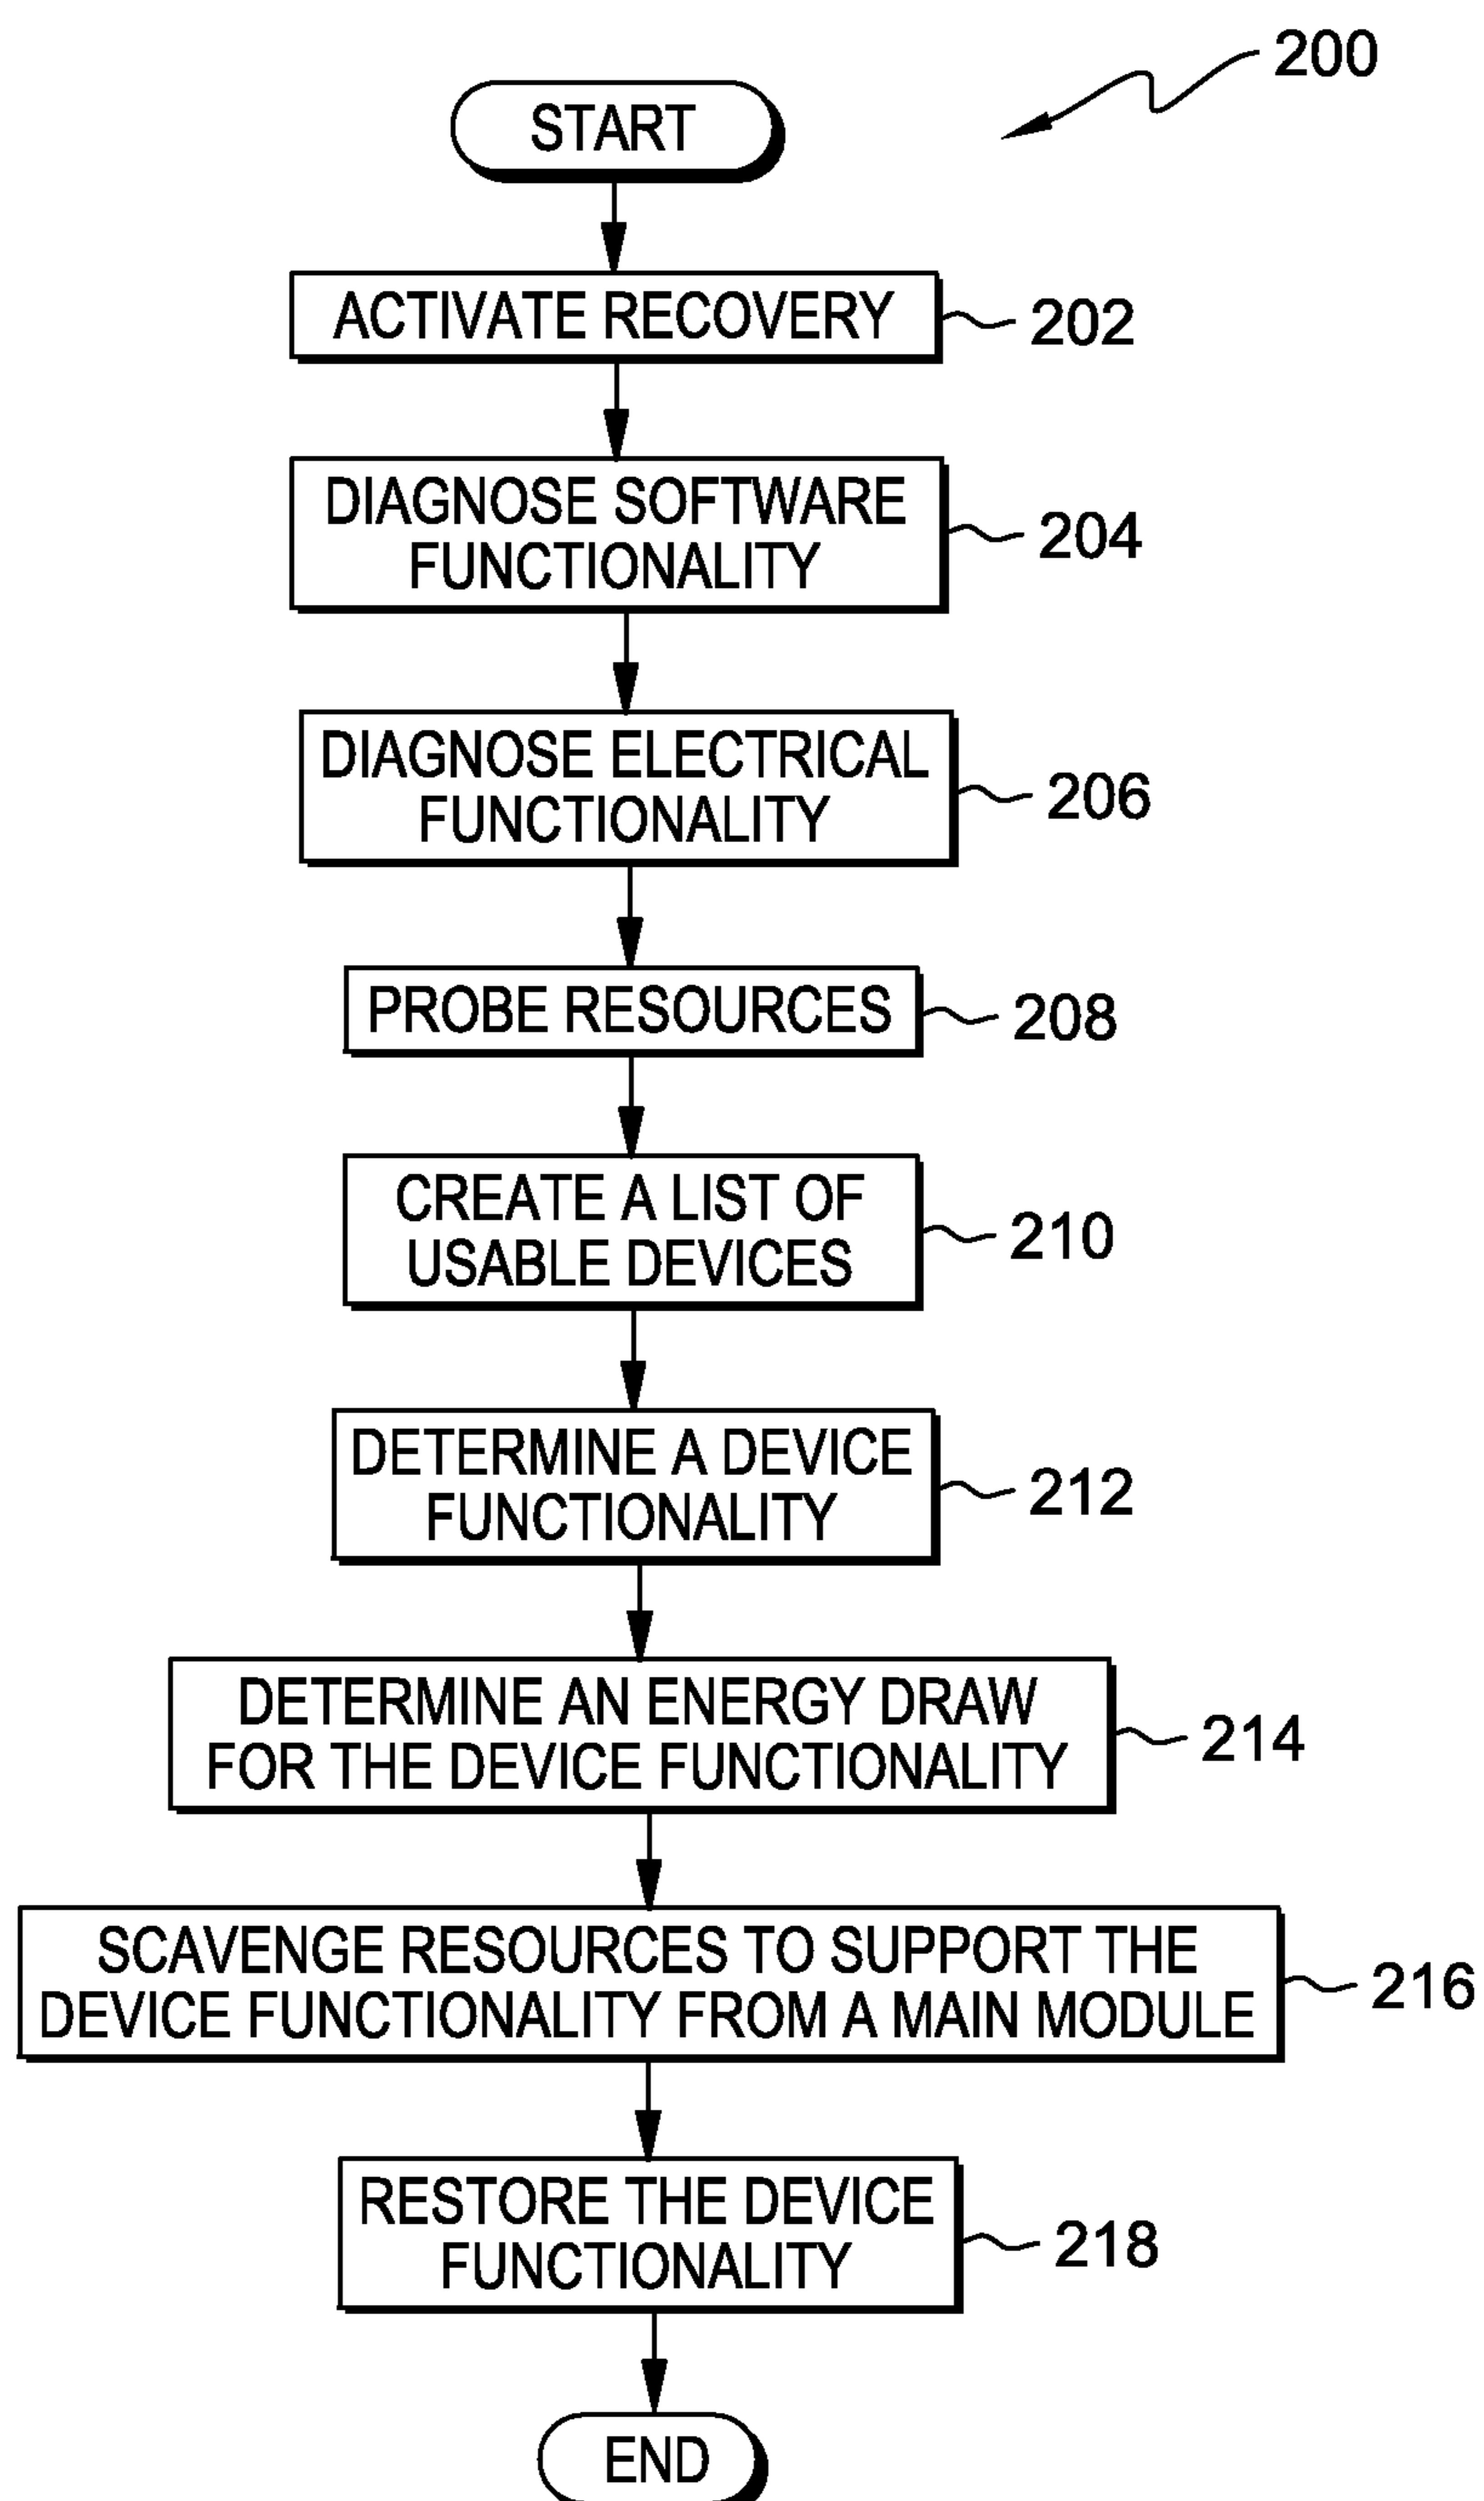 200
START
ACTIVATE RECOVERY
202
DIAGNOSE SOFTWARE
FUNCTIONALITY
204
DIAGNOSE ELECTRICAL
FUNCTIONALITY
206
PROBE RESOURCES
208
CREATE A LIST OF
USABLE DEVICES
210
DETERMINE A DEVICE
FUNCTIONALITY
212
DETERMINE AN ENERGY DRAW
FOR THE DEVICE FUNCTIONALITY
214
SCAVENGE RESOURCES TO SUPPORT THE
DEVICE FUNCTIONALITY FROM A MAIN MODULE
216
RESTORE THE DEVICE
FUNCTIONALITY
218
END